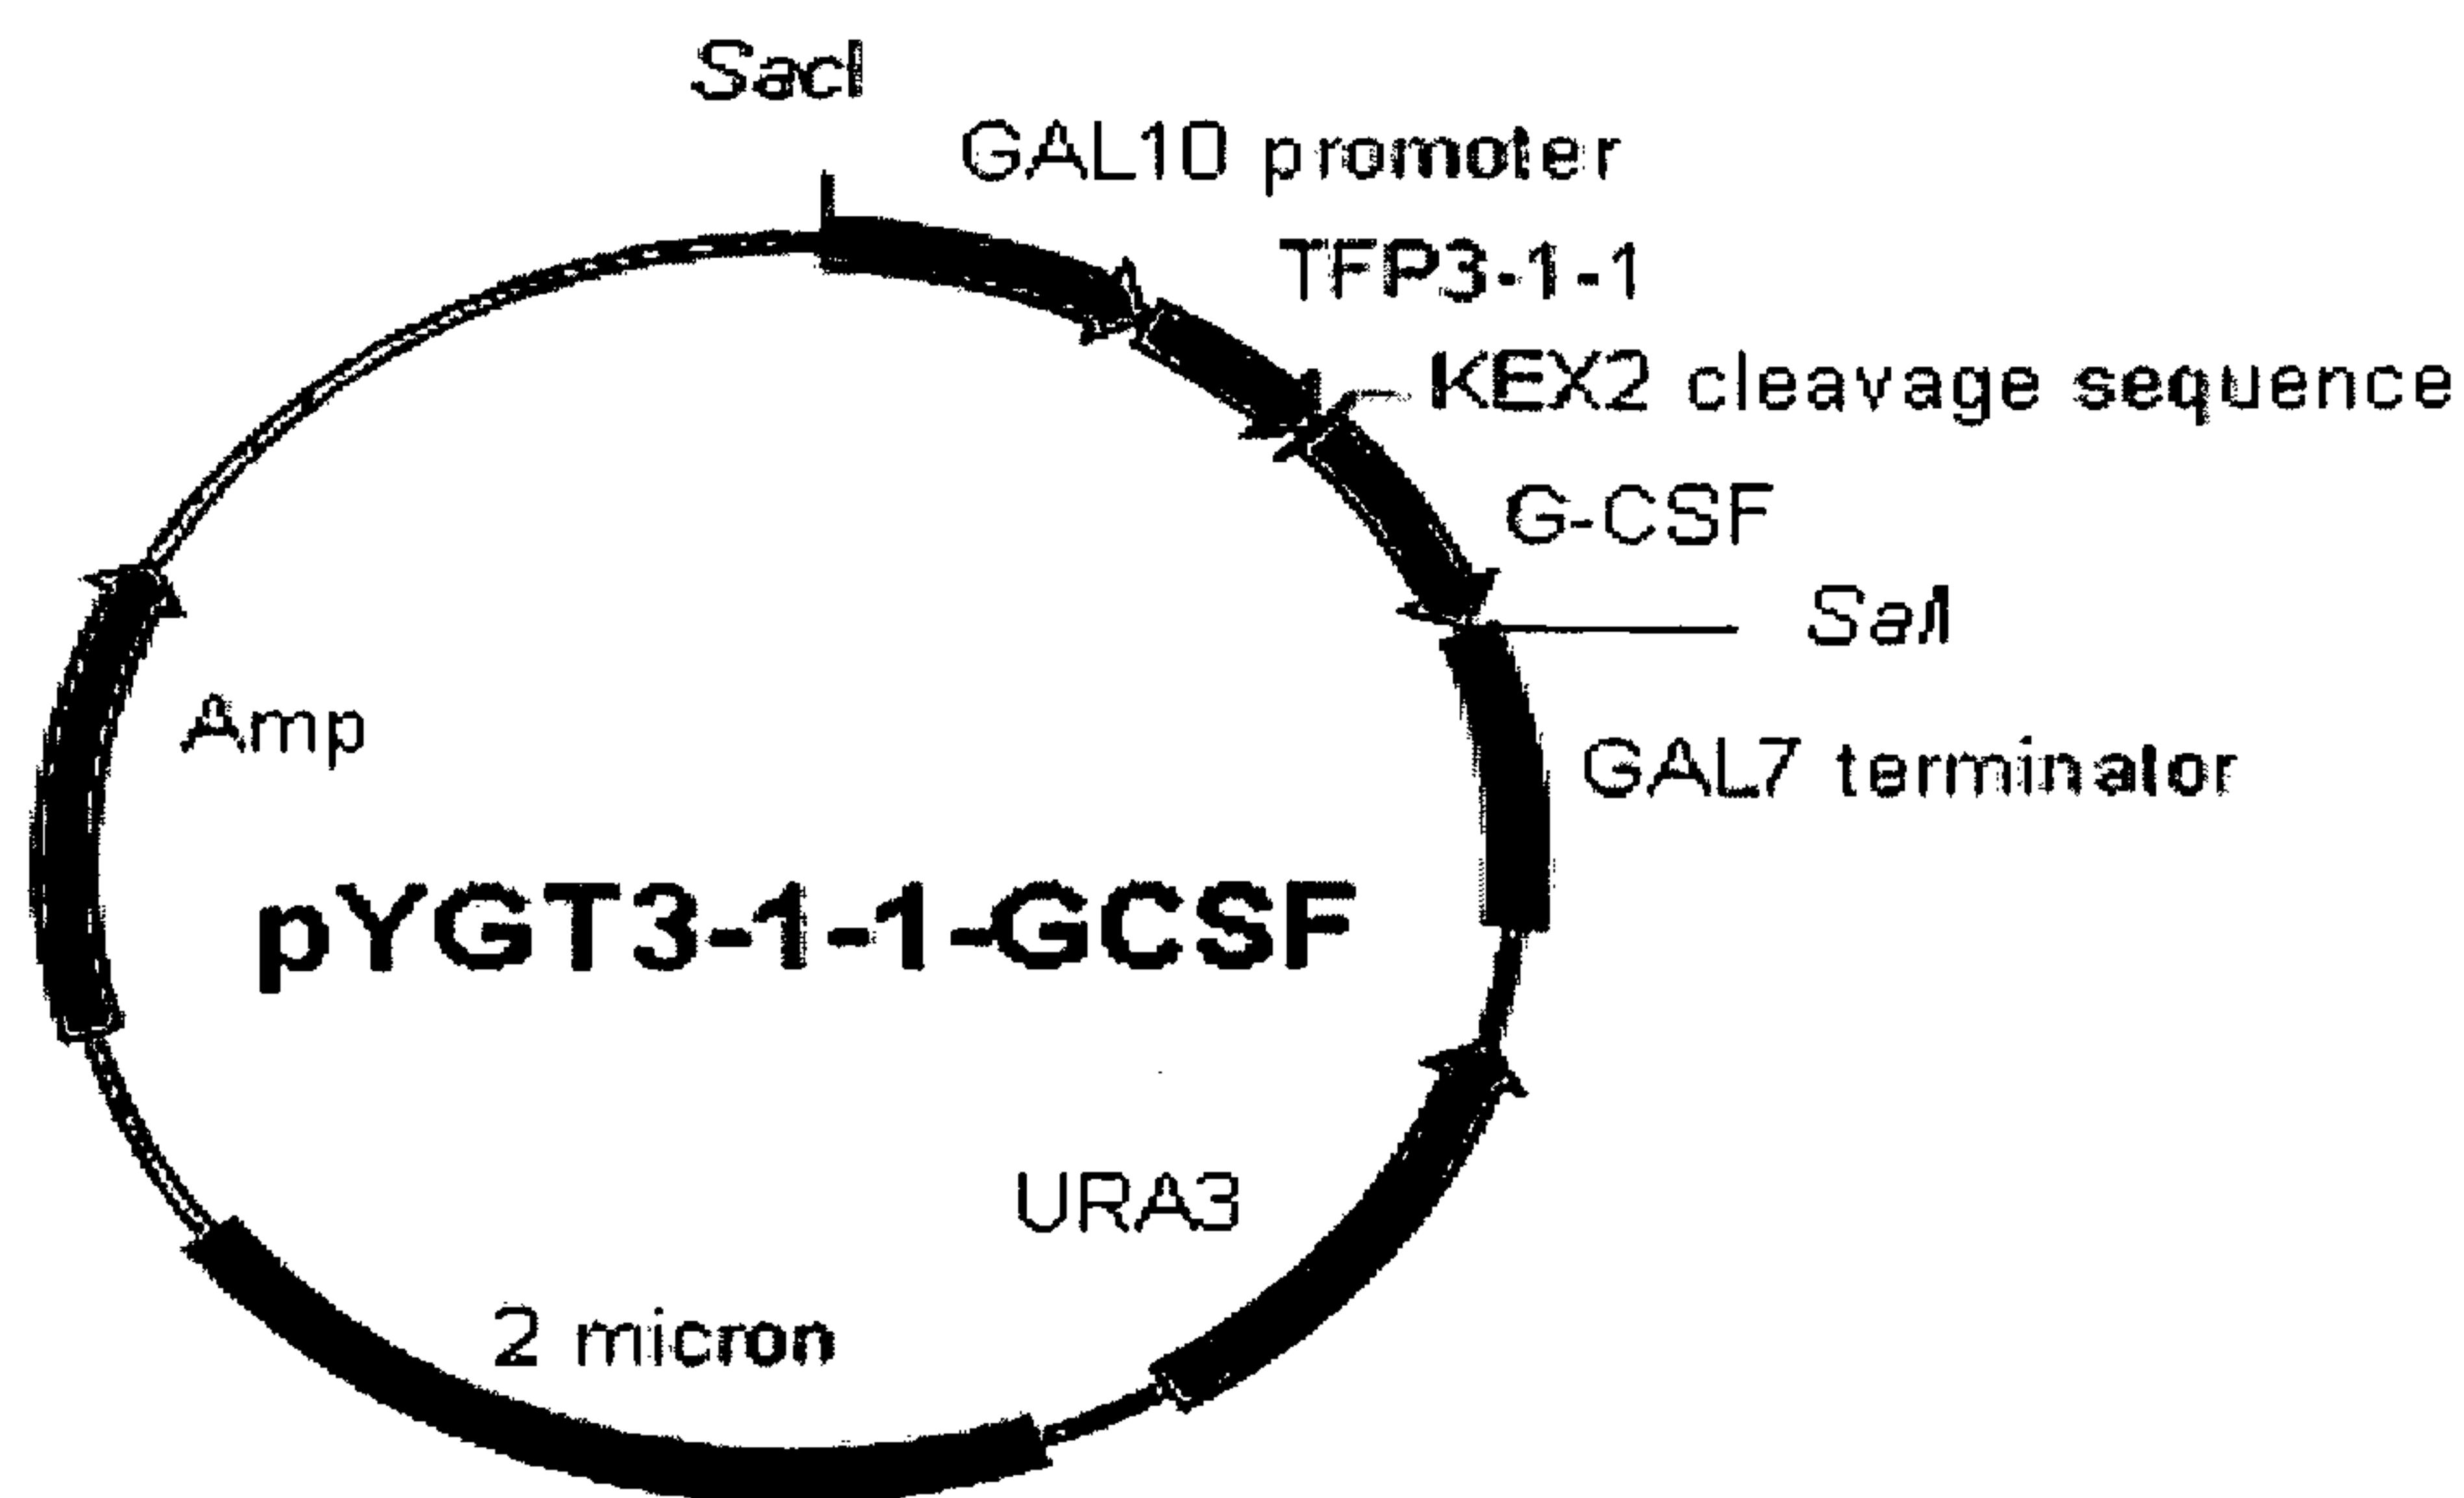 SacI
GAL10 promoter
TFP3-1-1
KEX2 cleavage sequence
G-CSF
SalI
Amp
GAL7 terminator
pYGT3-1-1-GCSF
URA3
2 micron